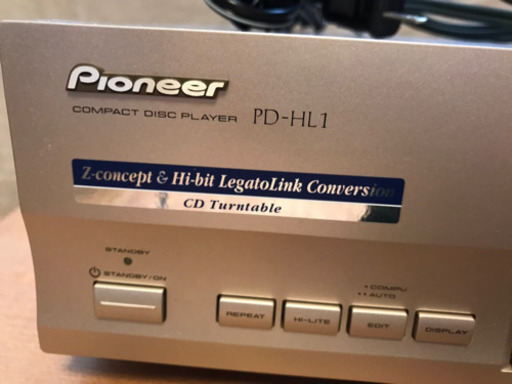 Pioneer
COMPACT DISC PLAYER PD-HL1
Z-concept & Hi-bit LegatoLink Conversion
CD Turntable
STANDBY
STANDBY/ON
• COMPU
•• AUTO
REPEAT HI-LITE EDIT DISPLAY